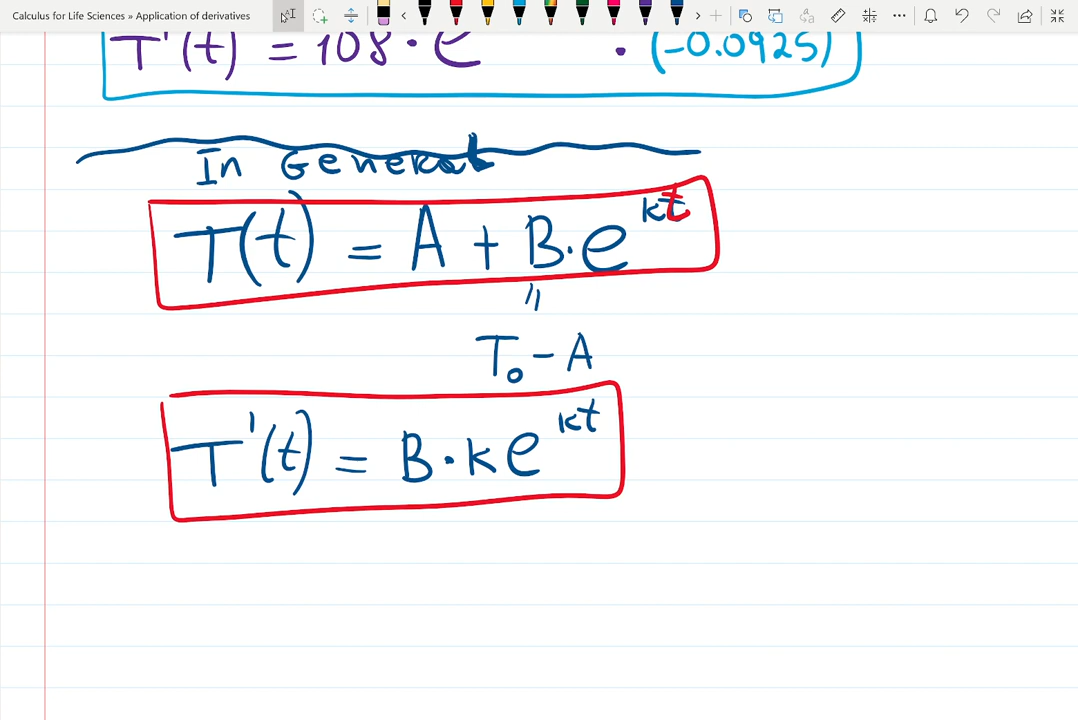 Calculus for Life Sciences » Application of derivatives
T'(t) = 108 · e · (-0.0925)
In General
T(t) = A + B · e^{kt}
"
T₀ - A
T'(t) = B · k e^{kt}